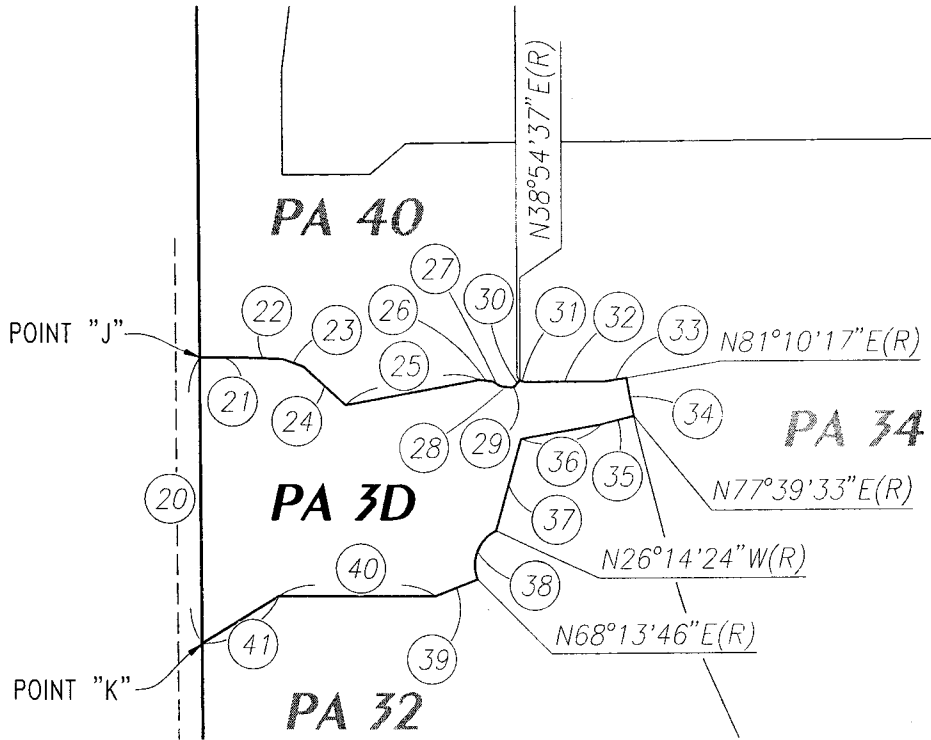 N38°54'37"E(R)
PA 40
27
30
26
31
32
33
22
23
POINT "J"
N81°10'17"E(R)
25
21
24
28
29
34
PA 34
36
35
20
PA 3D
37
N77°39'33"E(R)
N26°14'24"W(R)
40
38
N68°13'46"E(R)
41
39
POINT "K"
PA 32